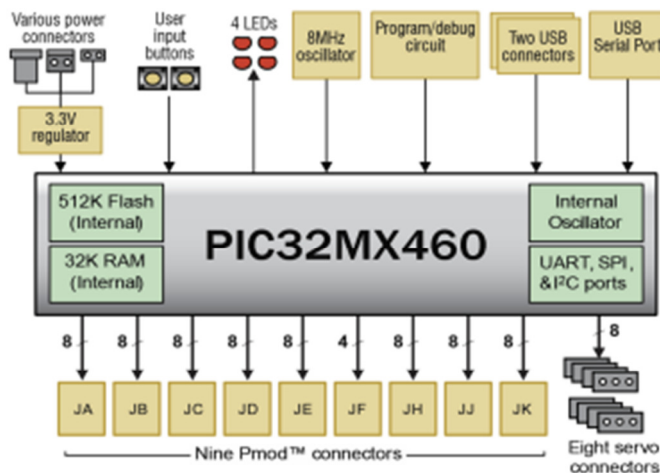 Various power
connectors
User
input
buttons
4 LEDs
8MHz
oscillator
Program/debug
circuit
Two USB
connectors
USB
Serial Port
3.3V
regulator
512K Flash
(Internal)
32K RAM
(Internal)
PIC32MX460
Internal
Oscillator
UART, SPI,
&I²C ports
8
8
8
8
8
4
8
8
8
8
JA
JB
JC
JD
JE
JF
JH
JJ
JK
Nine Pmod™ connectors
Eight servo
connectors